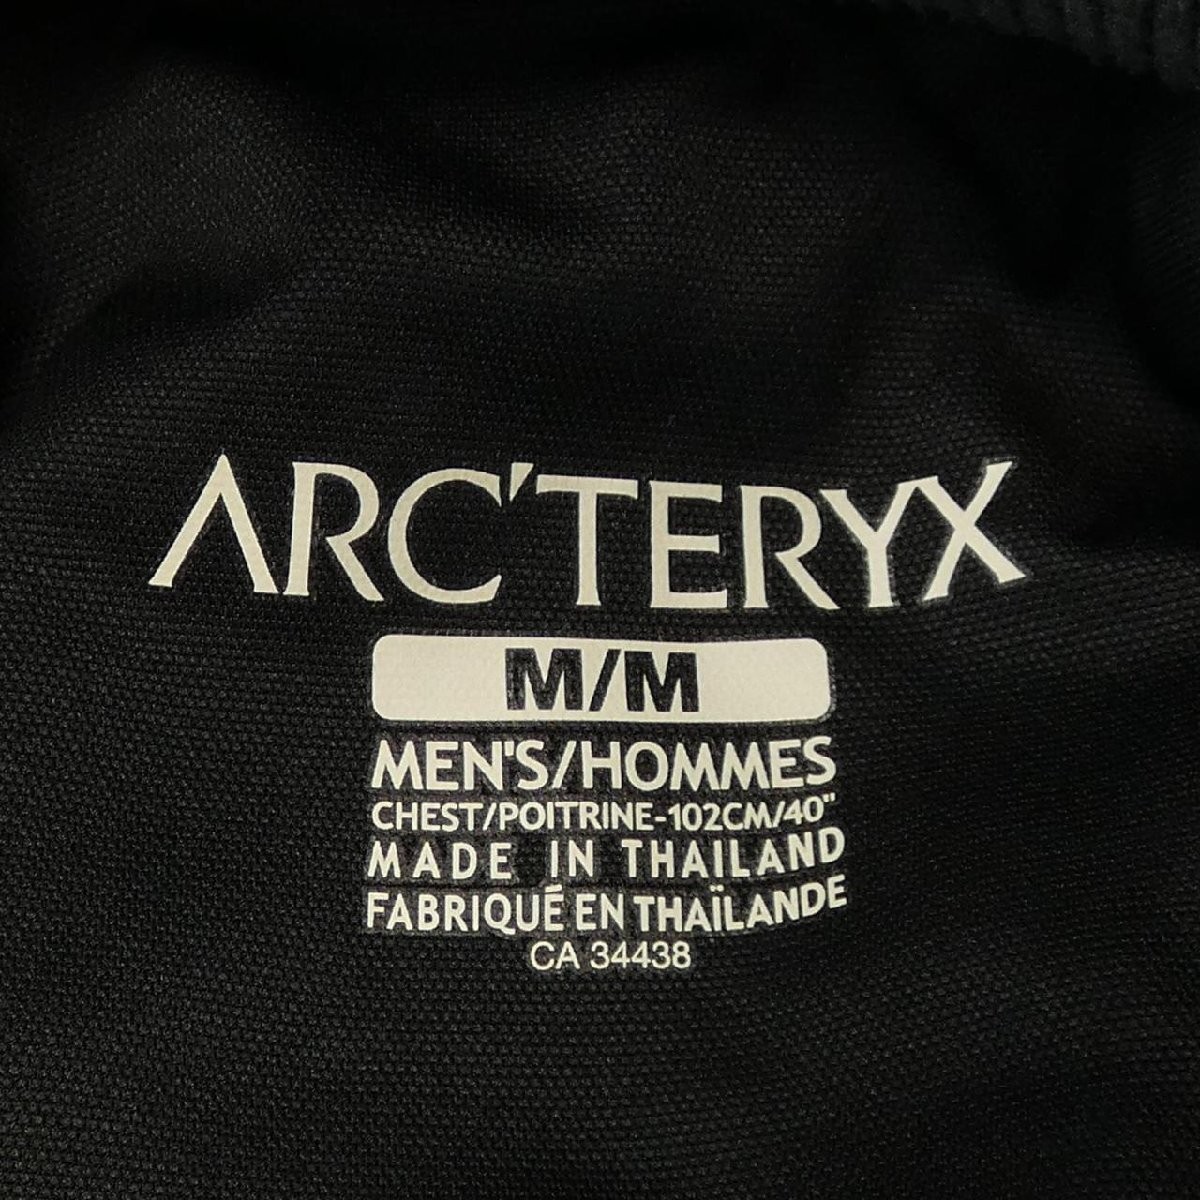 ARC'TERYX
M/M
MEN'S/HOMMES
CHEST/POITRINE-102CM/40"
MADE IN THAILAND
FABRIQUÉ EN THAÏLANDE
CA 34438